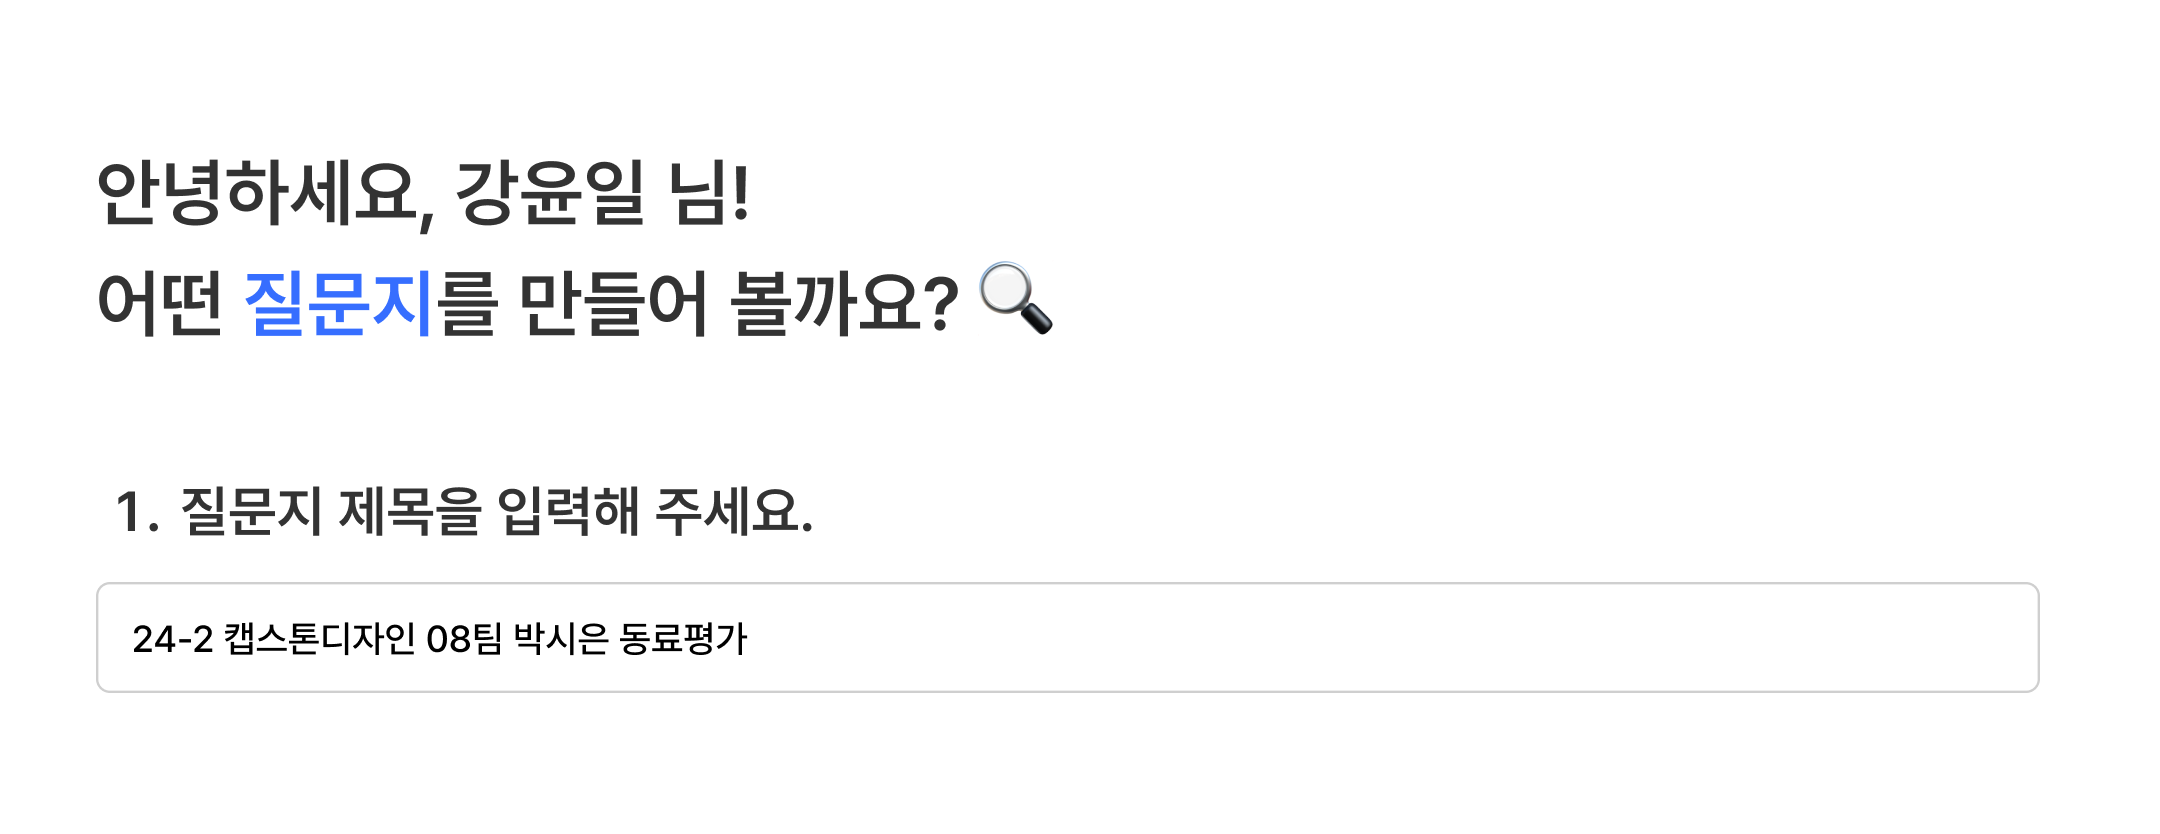 안녕하세요, 강윤일 님!
어떤 질문지를 만들어 볼까요? 🔍
1. 질문지 제목을 입력해 주세요.
24-2 캡스톤디자인 08팀 박시은 동료평가